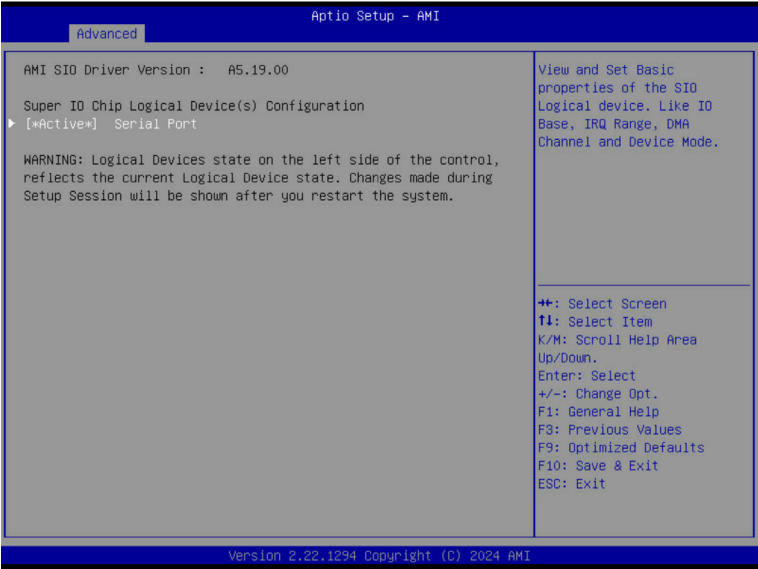 Aptio Setup – AMI
Advanced
AMI SIO Driver Version :   A5.19.00
Super IO Chip Logical Device(s) Configuration
[*Active*]  Serial Port
WARNING: Logical Devices state on the left side of the control,
reflects the current Logical Device state. Changes made during
Setup Session will be shown after you restart the system.
View and Set Basic
properties of the SIO
Logical device. Like IO
Base, IRQ Range, DMA
Channel and Device Mode.
→←: Select Screen
↑↓: Select Item
K/M: Scroll Help Area
Up/Down.
Enter: Select
+/-: Change Opt.
F1: General Help
F3: Previous Values
F9: Optimized Defaults
F10: Save & Exit
ESC: Exit
Version 2.22.1294 Copyright (C) 2024 AMI